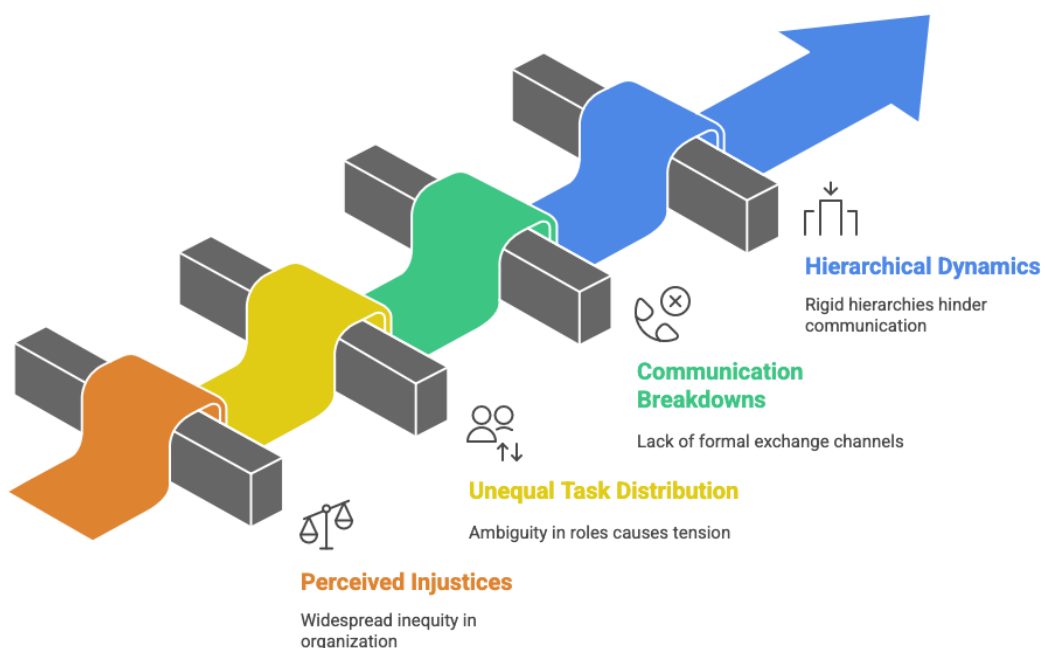 Hierarchical Dynamics
Rigid hierarchies hinder
communication
Communication
Breakdowns
Lack of formal exchange channels
Unequal Task Distribution
Ambiguity in roles causes tension
Perceived Injustices
Widespread inequity in
organization